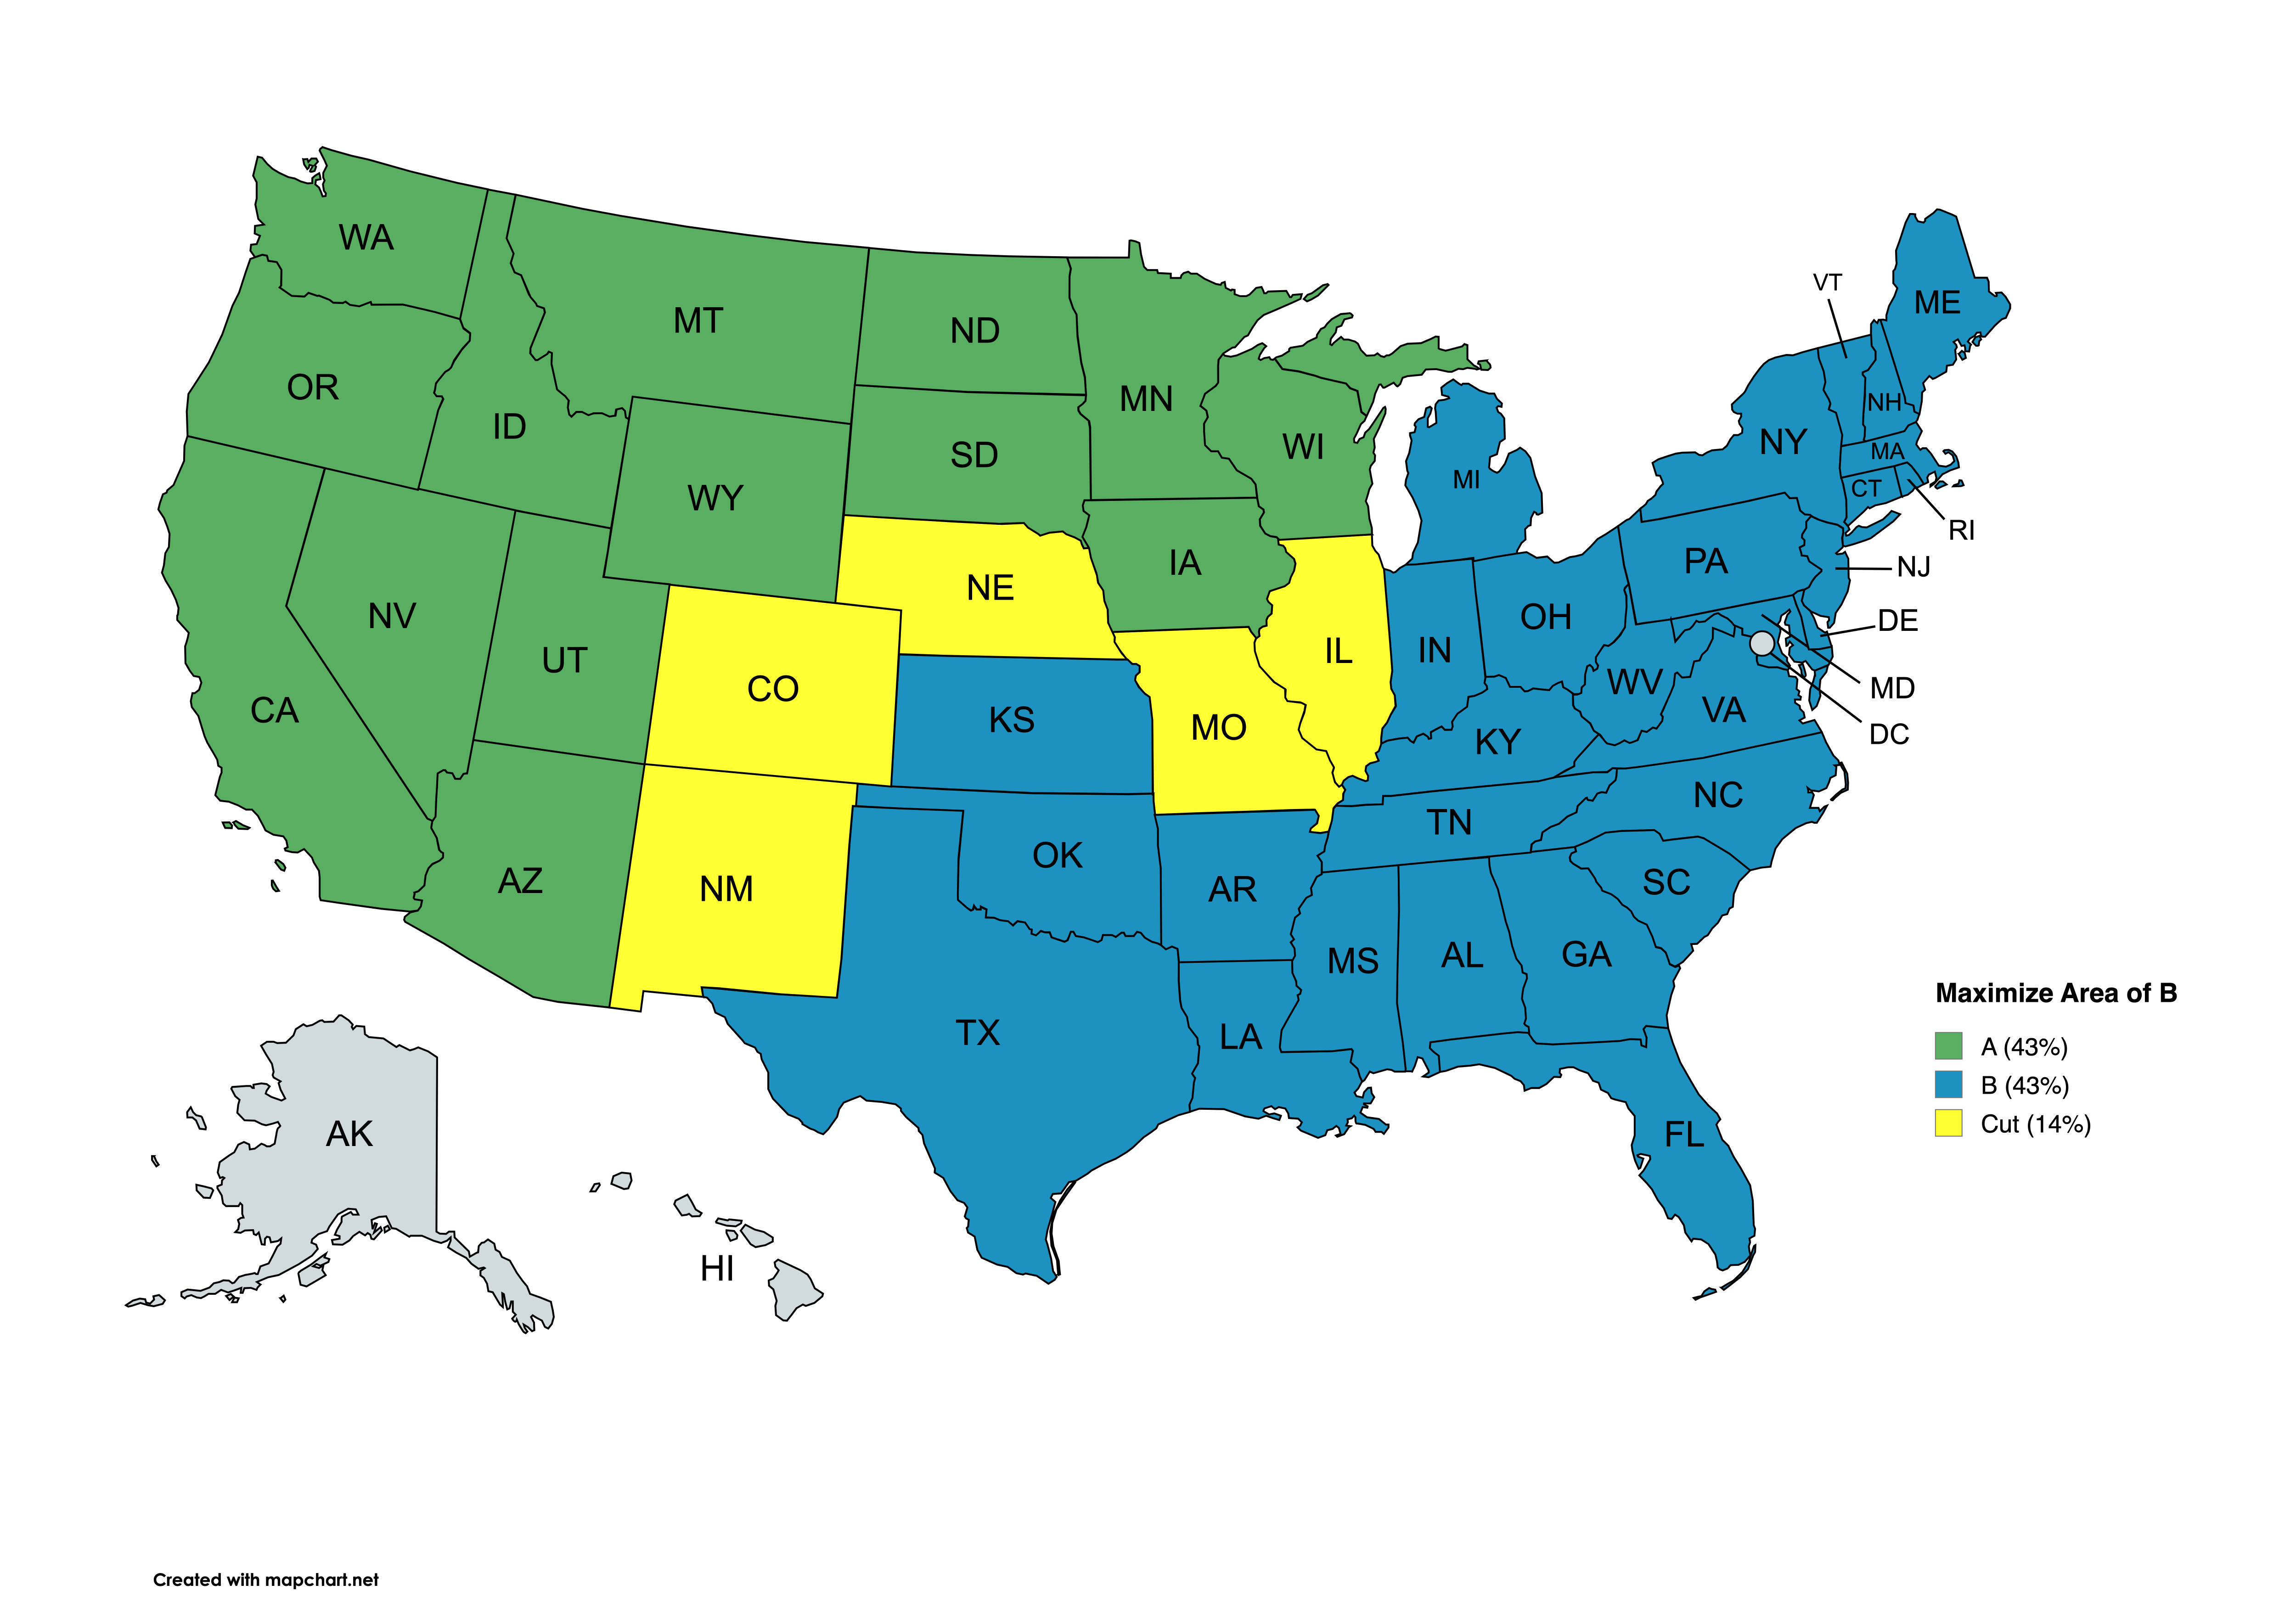 WA
OR
CA
NV
ID
MT
WY
UT
AZ
CO
NM
ND
SD
NE
KS
OK
TX
MN
IA
MO
AR
LA
WI
IL
MI
IN
OH
KY
TN
MS
AL
GA
FL
SC
NC
VA
WV
PA
NY
VT
NH
ME
MA
CT
RI
NJ
DE
MD
DC
AK
HI
Maximize Area of B
A (43%)
B (43%)
Cut (14%)
Created with mapchart.net